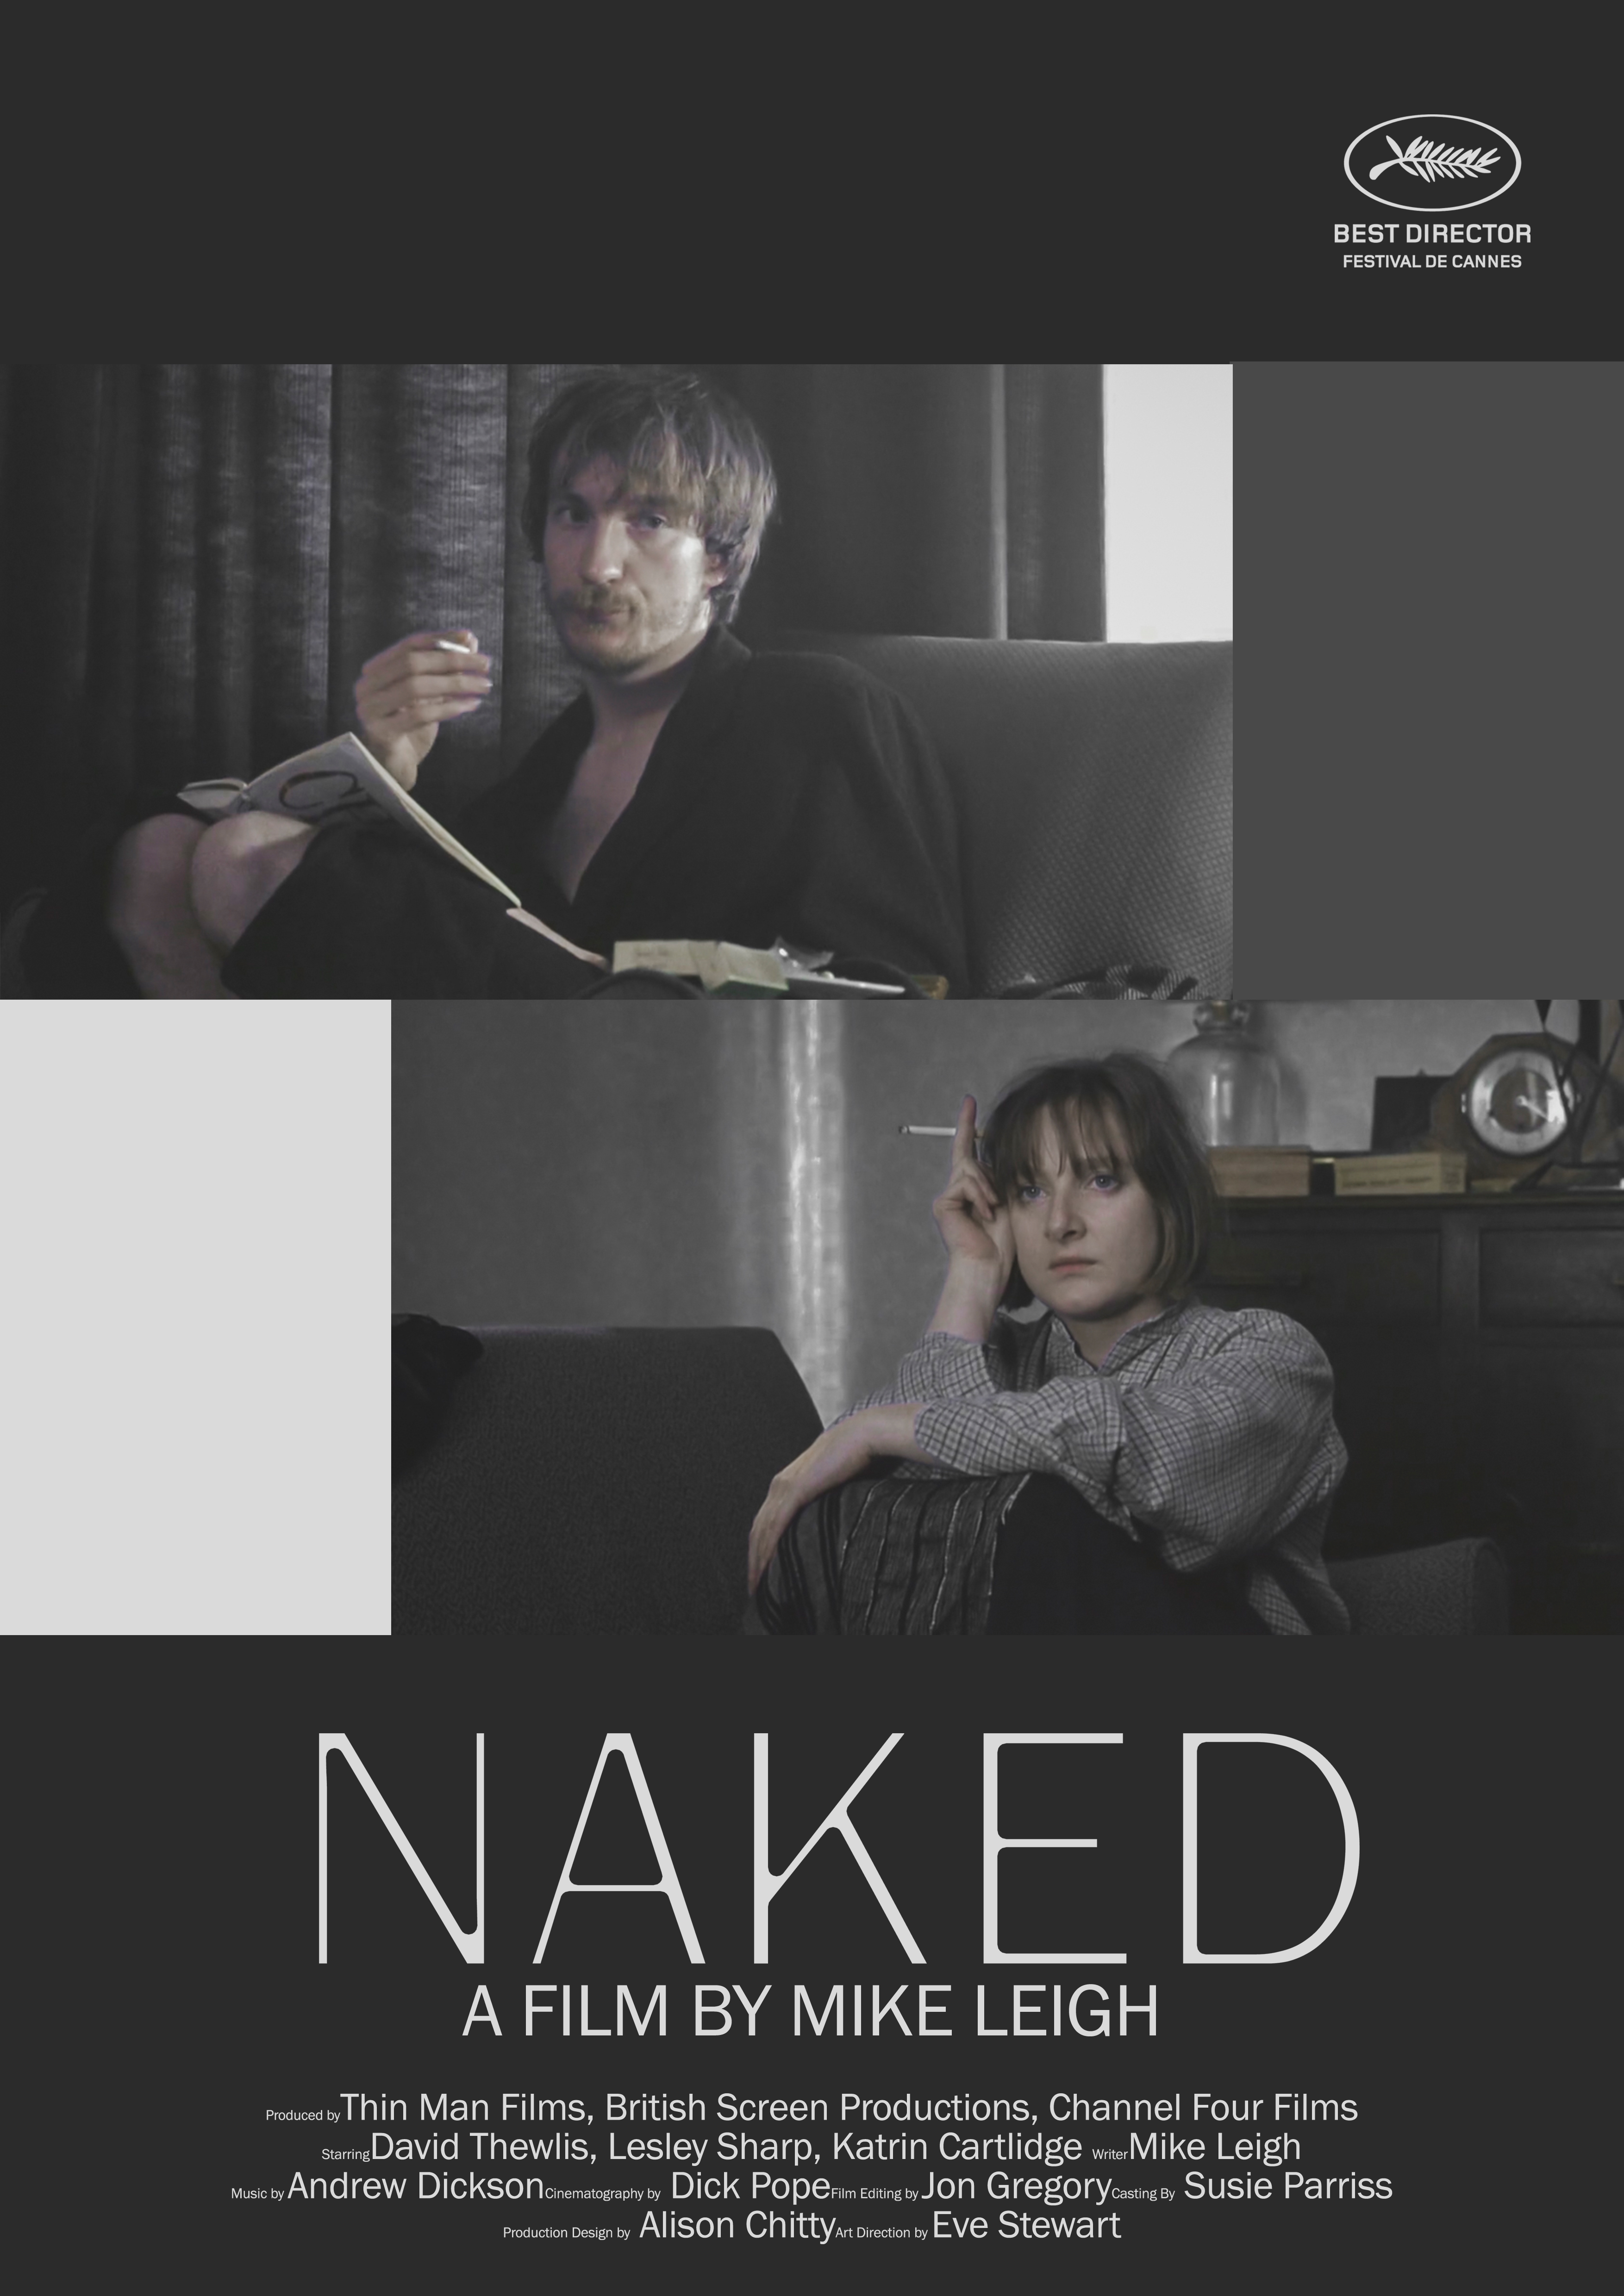 BEST DIRECTOR
FESTIVAL DE CANNES
C
NAKED
A FILM BY MIKE LEIGH
Produced by Thin Man Films, British Screen Productions, Channel Four Films
Starring David Thewlis, Lesley Sharp, Katrin Cartlidge Writer Mike Leigh
Music by Andrew Dickson Cinematography by Dick Pope Film Editing by Jon Gregory Casting By Susie Parriss
Production Design by Alison Chitty Art Direction by Eve Stewart